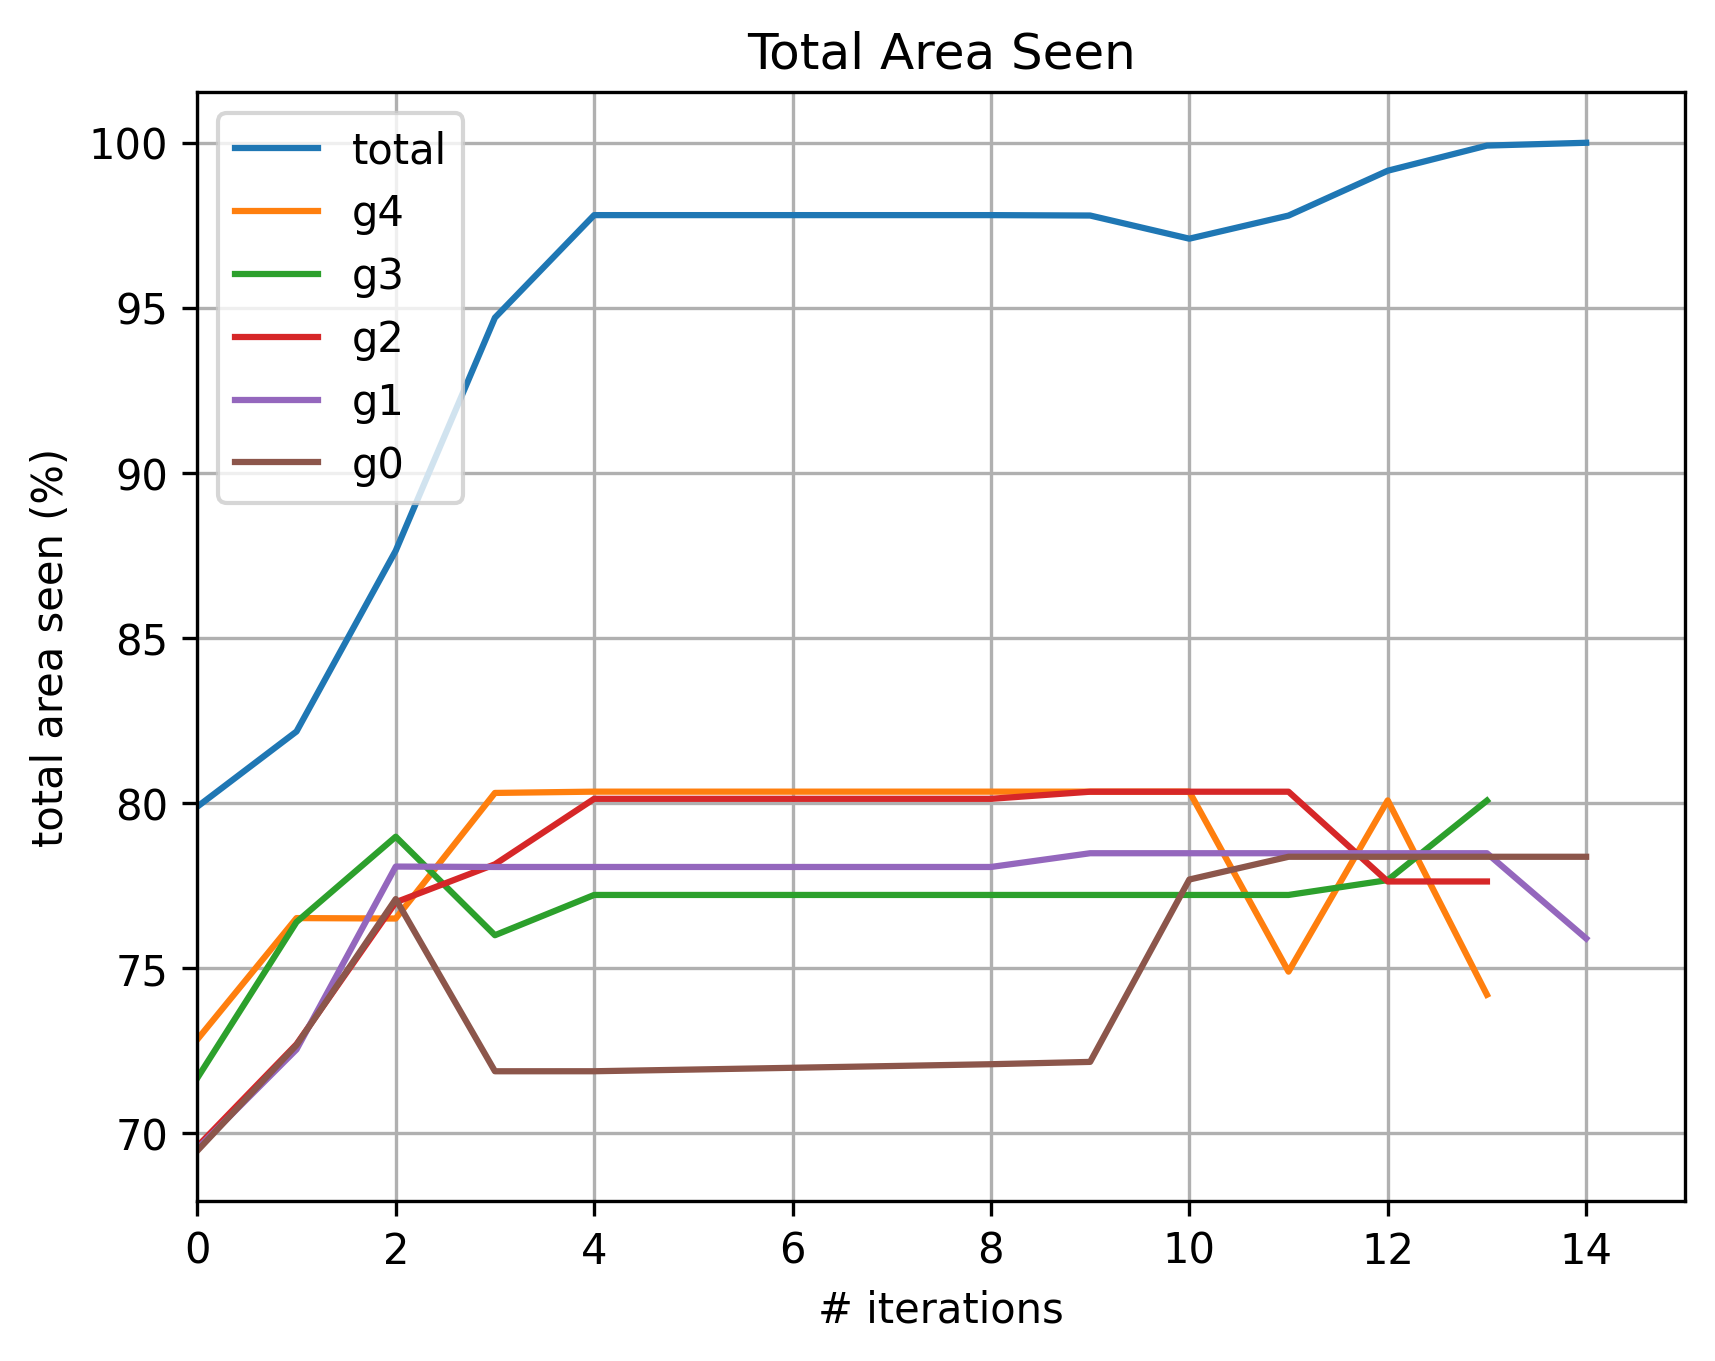 Total Area Seen
total
g4
g3
g2
g1
g0
100
95
90
85
80
75
70
total area seen (%)
0 2 4 6 8 10 12 14
# iterations